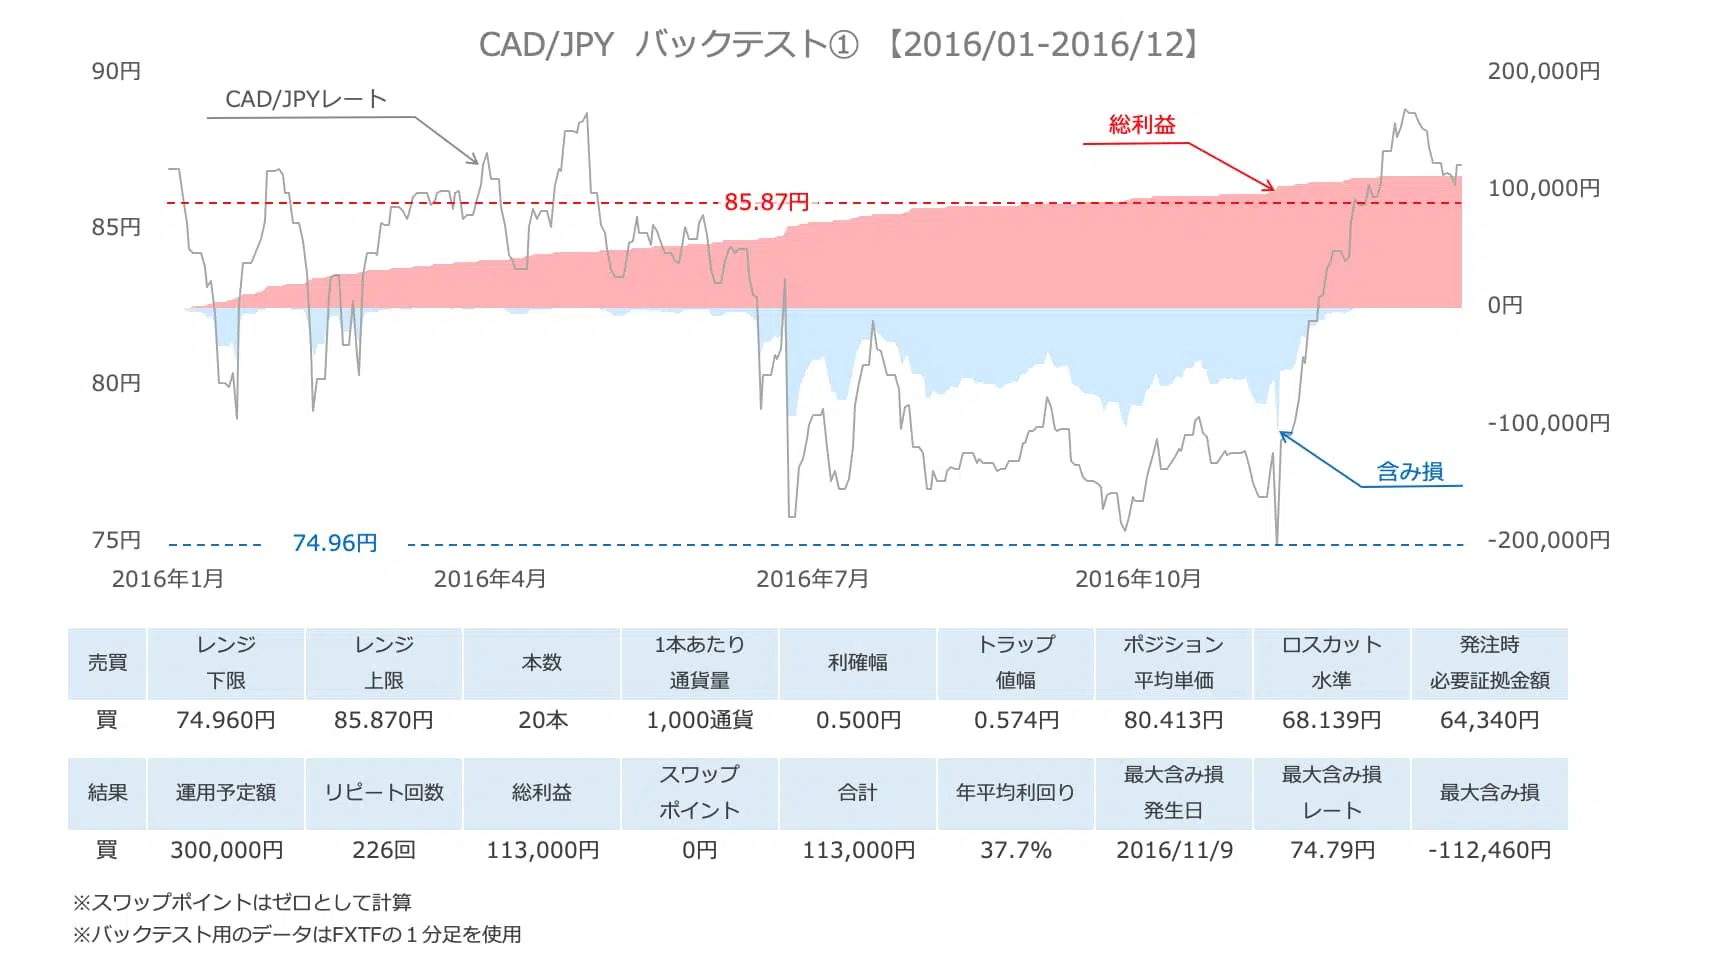 CAD/JPY バックテスト① 【2016/01-2016/12】
90円
200,000円
CAD/JPYレート
総利益
100,000円
85.87円
85円
0円
80円
-100,000円
含み損
75円
74.96円
-200,000円
2016年1月
2016年4月
2016年7月
2016年10月
売買 レンジ下限 レンジ上限 本数 1本あたり通貨量 利確幅 トラップ値幅 ポジション平均単価 ロスカット水準 発注時必要証拠金額
買 74.960円 85.870円 20本 1,000通貨 0.500円 0.574円 80.413円 68.139円 64,340円
結果 運用予定額 リピート回数 総利益 スワップポイント 合計 年平均利回り 最大含み損発生日 最大含み損レート 最大含み損
買 300,000円 226回 113,000円 0円 113,000円 37.7% 2016/11/9 74.79円 -112,460円
※スワップポイントはゼロとして計算
※バックテスト用のデータはFXTFの１分足を使用